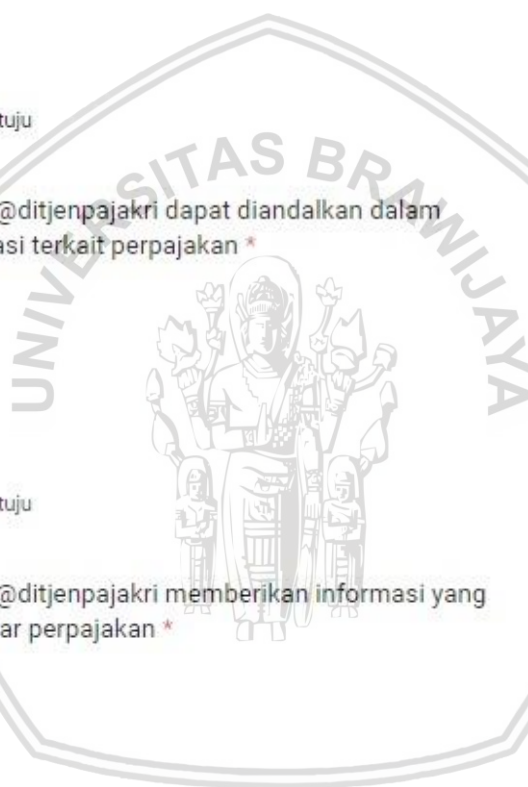 tuju
UNIVERSITAS BRAWIJAYA
@ditjenpajakri dapat diandalkan dalam
asi terkait perpajakan *
tuju
@ditjenpajakri memberikan informasi yang
ar perpajakan *